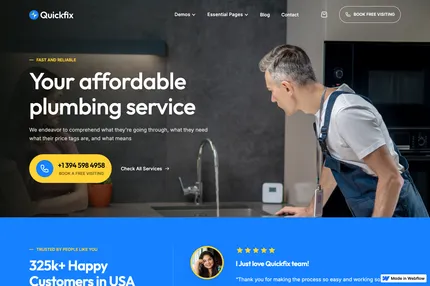 Quickfix
Demos
Essential Pages
Blog
Contact
BOOK FREE VISITING
FAST AND RELIABLE
Your affordable
plumbing service
We endeavor to comprehend what they're going through, what they need
what their price tags are, and what means
+1 394 598 4958
BOOK A FREE VISITING
Check All Services →
TRUSTED BY PEOPLE LIKE YOU
325k+ Happy
Customers in USA
I Just love Quickfix team!
"Thank you for making the process so easy and working so
Made in Webflow